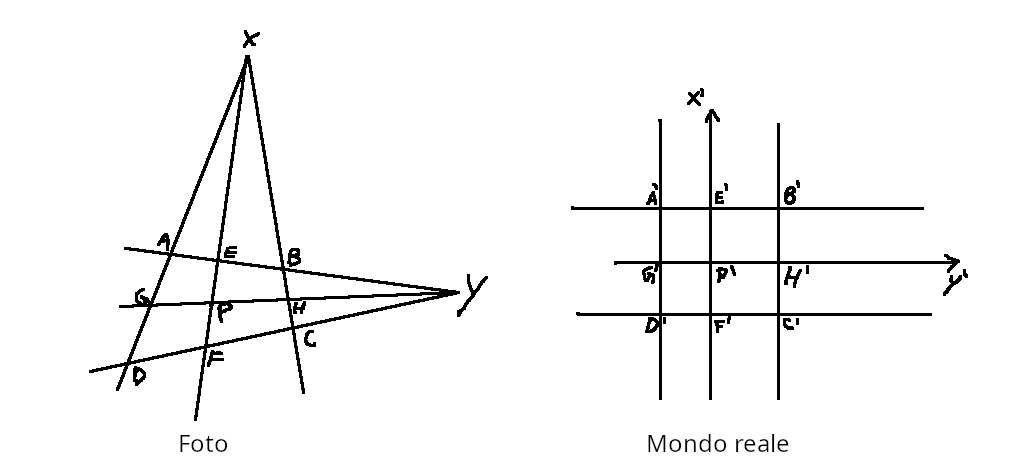 X
X'
A E B
G P H Y
D F C
A' E' B'
G' P' H' Y'
D' F' C'
Foto
Mondo reale